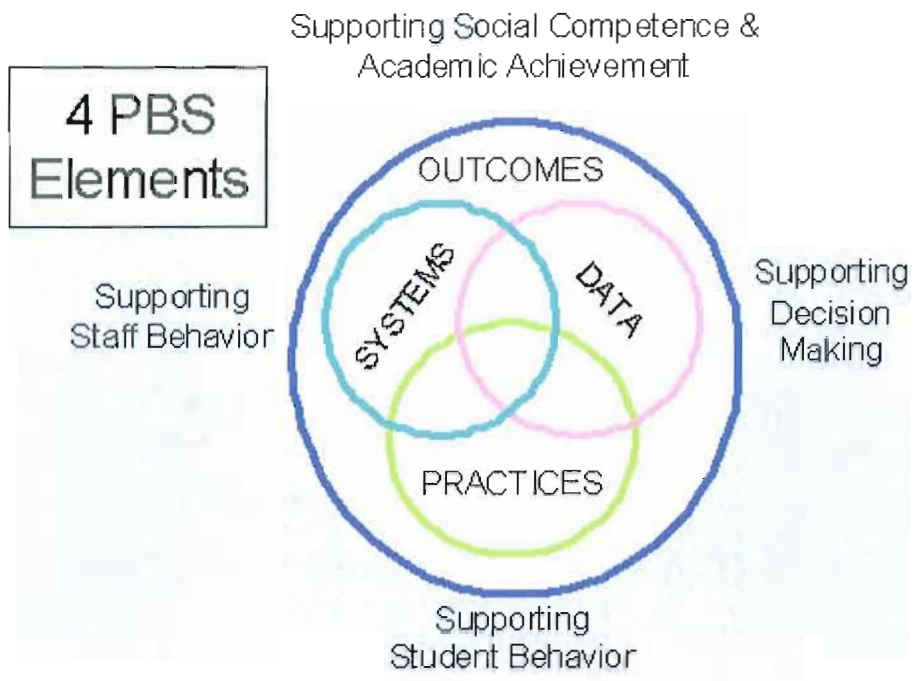 Supporting Social Competence &
Academic Achievement
4 PBS
Elements
OUTCOMES
SYSTEMS
DATA
PRACTICES
Supporting
Staff Behavior
Supporting
Decision
Making
Supporting
Student Behavior